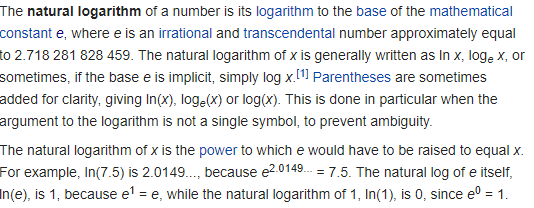 The natural logarithm of a number is its logarithm to the base of the mathematical
constant e, where e is an irrational and transcendental number approximately equal
to 2.718 281 828 459. The natural logarithm of x is generally written as ln x, logₑ x, or
sometimes, if the base e is implicit, simply log x.[1] Parentheses are sometimes
added for clarity, giving ln(x), logₑ(x) or log(x). This is done in particular when the
argument to the logarithm is not a single symbol, to prevent ambiguity.
The natural logarithm of x is the power to which e would have to be raised to equal x.
For example, ln(7.5) is 2.0149..., because e^2.0149... = 7.5. The natural log of e itself,
ln(e), is 1, because e¹ = e, while the natural logarithm of 1, ln(1), is 0, since e⁰ = 1.